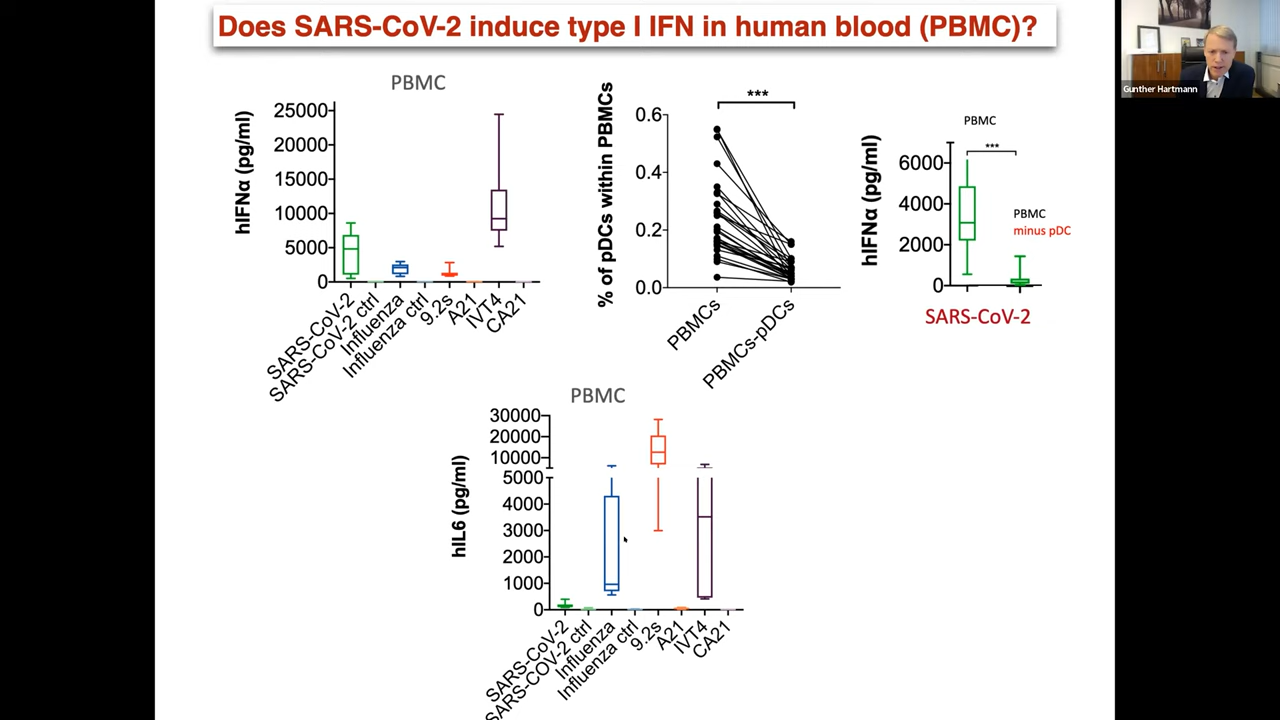 Does SARS-CoV-2 induce type I IFN in human blood (PBMC)?
Gunther Hartmann
PBMC
hIFNα (pg/ml)
25000
20000
15000
10000
5000
0
SARS-CoV-2
SARS-CoV-2 ctrl
Influenza
Influenza ctrl
9.2s
A21
IVT4
CA21
% of pDCs within PBMCs
***
0.6
0.4
0.2
0.0
PBMCs
PBMCs-pDCs
PBMC
hIFNα (pg/ml)
***
6000
4000
2000
0
PBMC
minus pDC
SARS-CoV-2
PBMC
hIL6 (pg/ml)
30000
20000
10000
5000
4000
3000
2000
1000
0
SARS-CoV-2
SARS-COV-2 ctrl
Influenza
Influenza ctrl
9.2s
A21
IVT4
CA21